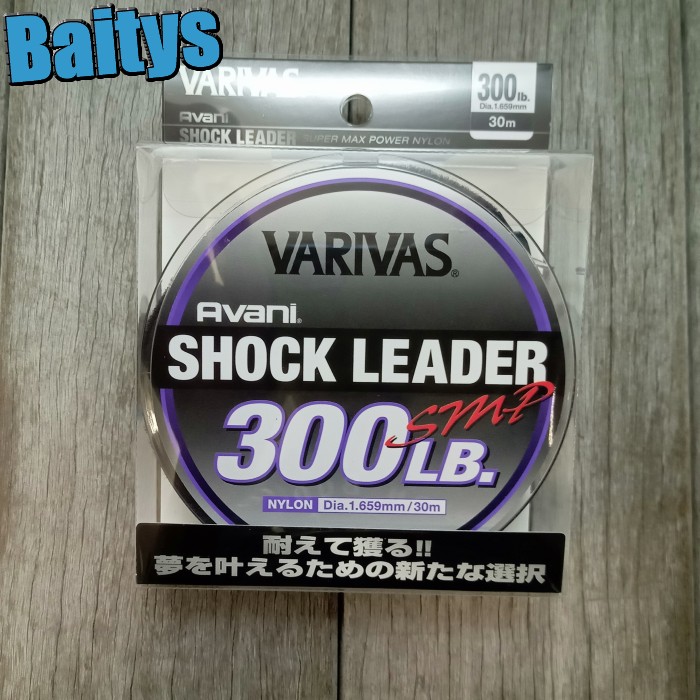 Baitys
VARIVAS
300lb.
Dia.1.659mm
30m
Avani
SHOCK LEADER SUPER MAX POWER NYLON
VARIVAS®
Avani®
SHOCK LEADER
SMP
300LB.
NYLON Dia.1.659mm/30m
耐えて獲る!!
夢を叶えるための新たな選択